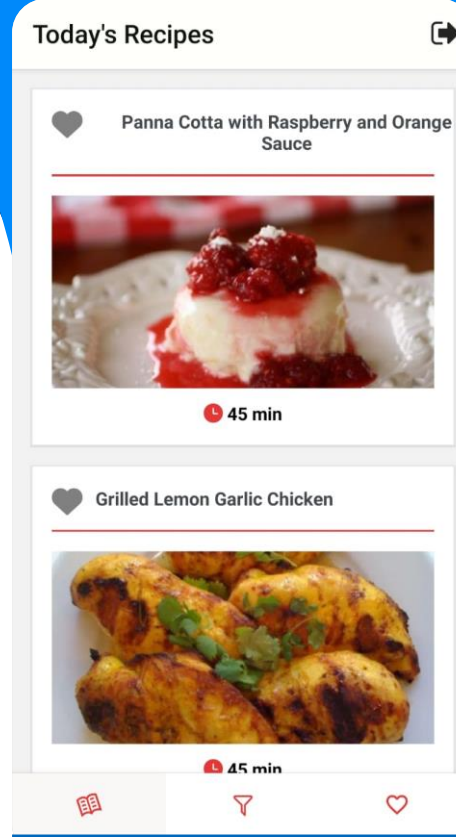 Today's Recipes
Panna Cotta with Raspberry and Orange
Sauce
45 min
Grilled Lemon Garlic Chicken
45 min